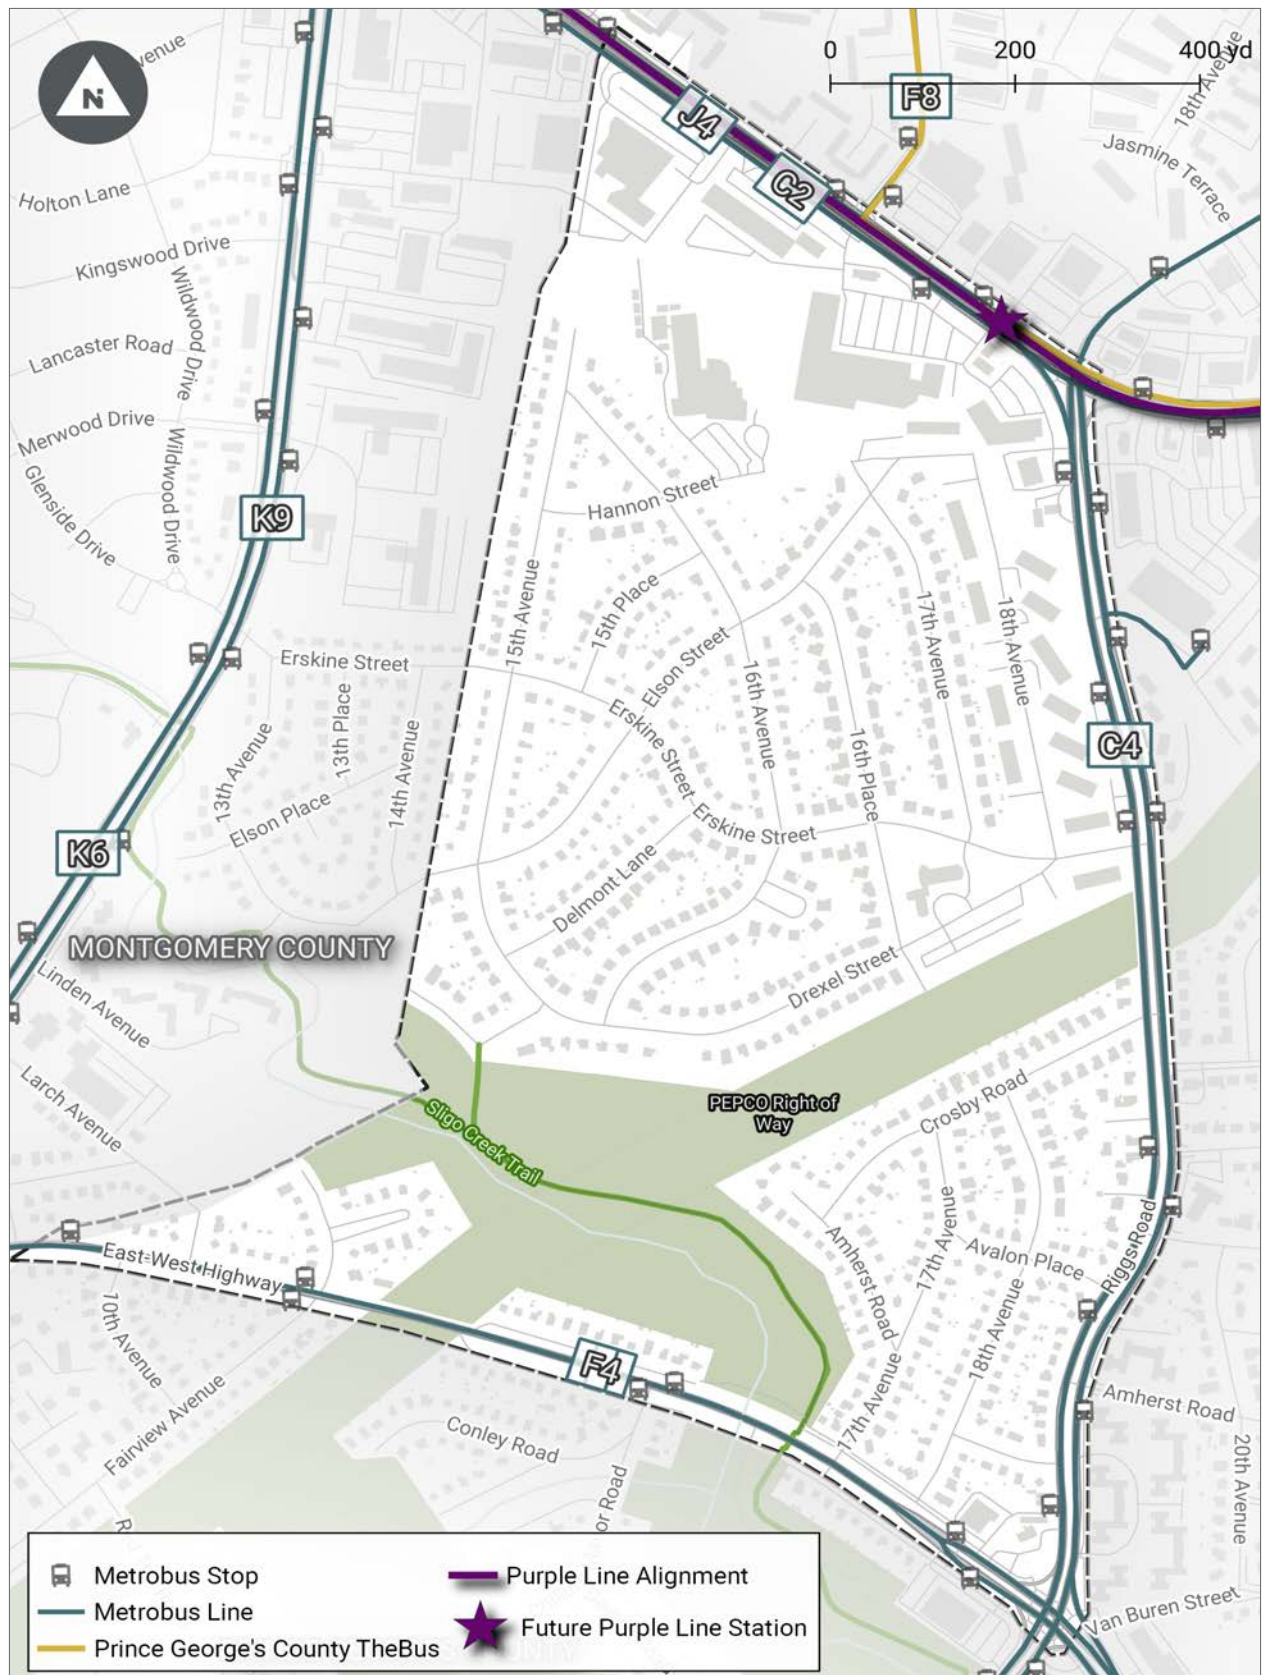 N
venue
0 200 400 yd
F8
18th Avenue
J4
C2
Jasmine Terrace
Holton Lane
Kingswood Drive
Wildwood Drive
Lancaster Road
Merwood Drive
Wildwood Drive
Glenside Drive
K9
Hannon Street
15th Avenue
15th Place
Elson Street
17th Avenue
18th Avenue
Erskine Street
13th Place
13th Avenue
14th Avenue
16th Avenue
Erskine Street
16th Place
C4
Elson Place
Erskine Street
K6
Delmont Lane
MONTGOMERY COUNTY
Drexel Street
Linden Avenue
Larch Avenue
Sligo Creek Trail
PEPCO Right of
Way
Crosby Road
17th Avenue
Amherst Road
Avalon Place
Riggs Road
East-West Highway
10th Avenue
18th Avenue
F4
17th Avenue
Amherst Road
Fairview Avenue
Conley Road
20th Avenue
or Road
R
Van Buren Street
Metrobus Stop
Metrobus Line
Prince George's County TheBus
Purple Line Alignment
Future Purple Line Station